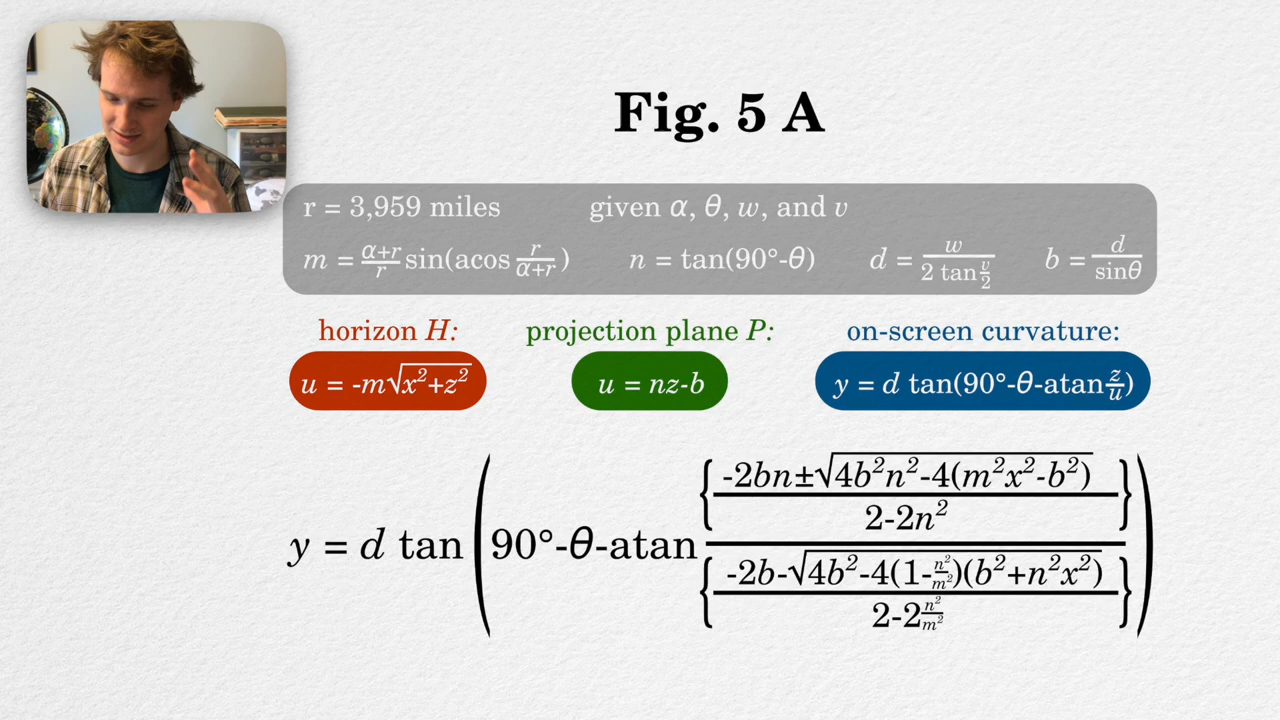 Fig. 5 A
r = 3,959 miles given α, θ, w, and v
m = α+r/r sin(acos r/α+r) n = tan(90°-θ) d = w/2 tan v/2 b = d/sinθ
horizon H: projection plane P: on-screen curvature:
u = -m√x²+z² u = nz-b y = d tan(90°-θ-atan z/u)
y = d tan(90°-θ-atan {-2bn±√4b²n²-4(m²x²-b²) / 2-2n²} / {-2b-√4b²-4(1-n²/m²)(b²+n²x²) / 2-2n²/m²})